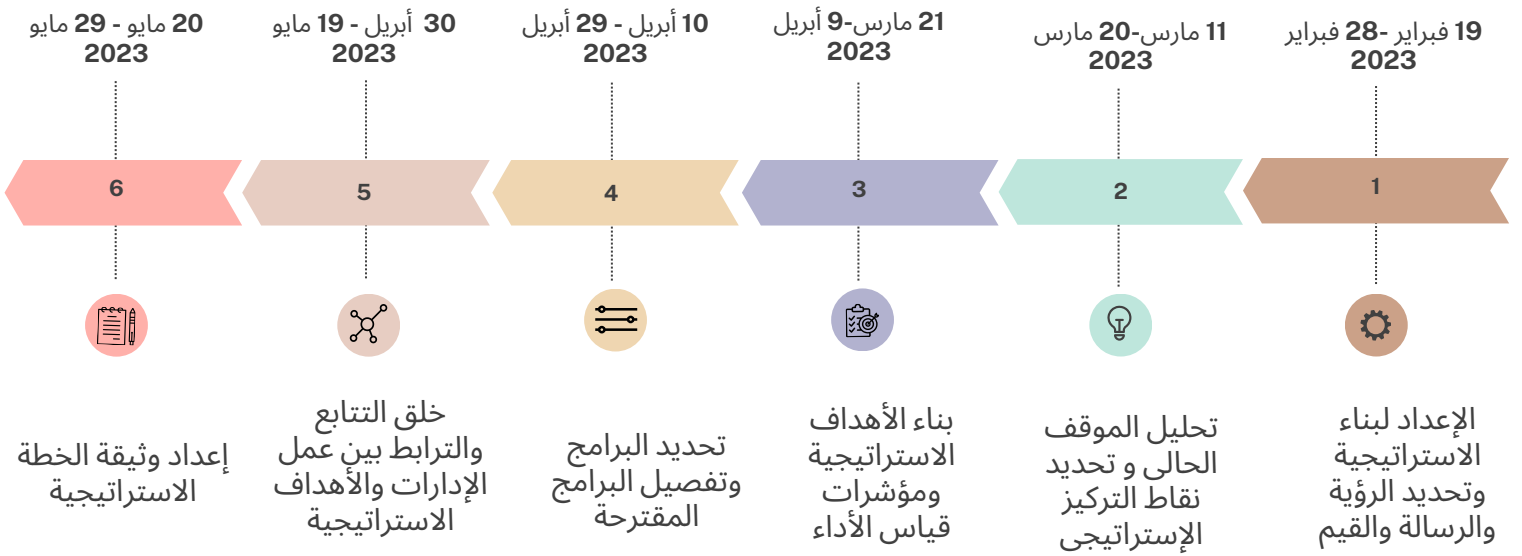 19 فبراير -28 فبراير
2023
11 مارس-20 مارس
2023
21 مارس-9 أبريل
2023
10 أبريل - 29 أبريل
2023
30 أبريل - 19 مايو
2023
20 مايو - 29 مايو
2023
1
2
3
4
5
6
الإعداد لبناء
الاستراتيجية
وتحديد الرؤية
والرسالة والقيم
تحليل الموقف
الحالى و تحديد
نقاط التركيز
الإستراتيجى
بناء الأهداف
الاستراتيجية
ومؤشرات
قياس الأداء
تحديد البرامج
وتفصيل البرامج
المقترحة
خلق التتابع
والترابط بين عمل
الإدارات والأهداف
الاستراتيجية
إعداد وثيقة الخطة
الاستراتيجية